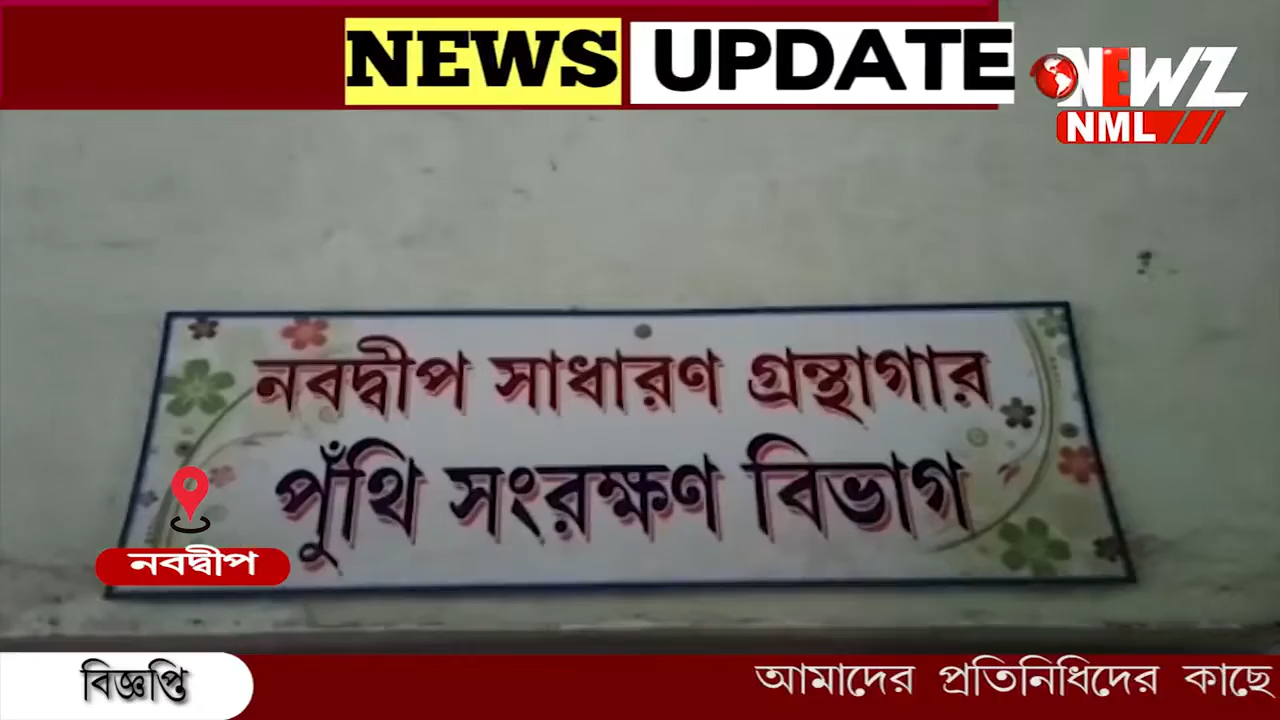 NEWS UPDATE
NEWZ
NML
নবদ্বীপ সাধারণ গ্রন্থাগার
পুঁথি সংরক্ষণ বিভাগ
নবদ্বীপ
বিজ্ঞপ্তি
আমাদের প্রতিনিধিদের কাছে